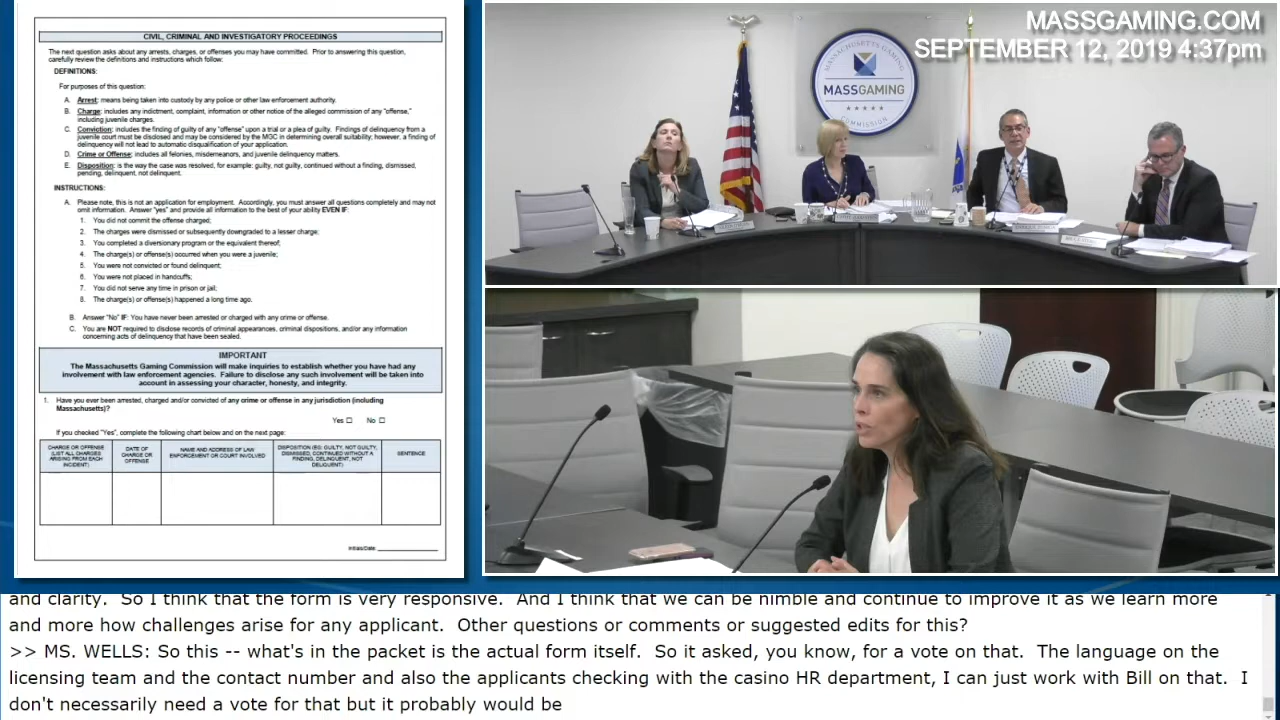 CIVIL, CRIMINAL AND INVESTIGATORY PROCEEDINGS
The next question asks about any arrests, charges, or offenses you may have committed. Prior to answering this question,
carefully review the definitions and instructions which follow:
DEFINITIONS:
For purposes of this question:
A. Arrest: means being taken into custody by any police or other law enforcement authority.
B. Charge: includes any indictment, complaint, information or other notice of the alleged commission of any "offense,"
including juvenile charges.
C. Conviction: includes the finding of guilty of any "offense" upon a trial or a plea of guilty. Findings of delinquency from a
juvenile court must be disclosed and may be considered by the MGC in determining overall suitability, however, a finding of
delinquency will not lead to automatic disqualification of your application.
D. Crime or Offense: includes all felonies, misdemeanors, and juvenile delinquency matters.
E. Disposition: is the way the case was resolved, for example: guilty, not guilty, continued without a finding, dismissed,
pending, delinquent, not delinquent.
INSTRUCTIONS:
A. Please note, this is not an application for employment. Accordingly, you must answer all questions completely and may not
omit information. Answer "yes" and provide all information to the best of your ability EVEN IF:
1. You did not commit the offense charged;
2. The charges were dismissed or subsequently downgraded to a lesser charge;
3. You completed a diversionary program or the equivalent thereof;
4. The charge(s) or offense(s) occurred when you were a juvenile;
5. You were not convicted or found delinquent;
6. You were not placed in handcuffs;
7. You did not serve any time in prison or jail;
8. The charge(s) or offense(s) happened a long time ago.
B. Answer "No" IF: You have never been arrested or charged with any crime or offense.
C. You are NOT required to disclose records of criminal appearances, criminal dispositions, and/or any information
concerning acts of delinquency that have been sealed.
IMPORTANT
The Massachusetts Gaming Commission will make inquiries to establish whether you have had any
involvement with law enforcement agencies. Failure to disclose any such involvement will be taken into
account in assessing your character, honesty, and integrity.
1. Have you ever been arrested, charged and/or convicted of any crime or offense in any jurisdiction (including
Massachusetts)?
Yes ☐ No ☐
If you checked "Yes", complete the following chart below and on the next page:
CHARGE OR OFFENSE
(LIST ALL CHARGES
ARISING FROM EACH
INCIDENT)
DATE OF
CHARGE OR
OFFENSE
NAME AND ADDRESS OF LAW
ENFORCEMENT OR COURT INVOLVED
DISPOSITION (EG: GUILTY, NOT GUILTY,
DISMISSED, CONTINUED WITHOUT A
FINDING, DELINQUENT, NOT
DELIQUENT)
SENTENCE
Initials/Date:
MASSGAMING.COM
SEPTEMBER 12, 2019 4:37pm
MASSACHUSETTS GAMING
MASSGAMING
COMMISSION
and clarity. So I think that the form is very responsive. And I think that we can be nimble and continue to improve it as we learn more
and more how challenges arise for any applicant. Other questions or comments or suggested edits for this?
>> MS. WELLS: So this -- what's in the packet is the actual form itself. So it asked, you know, for a vote on that. The language on the
licensing team and the contact number and also the applicants checking with the casino HR department, I can just work with Bill on that. I
don't necessarily need a vote for that but it probably would be